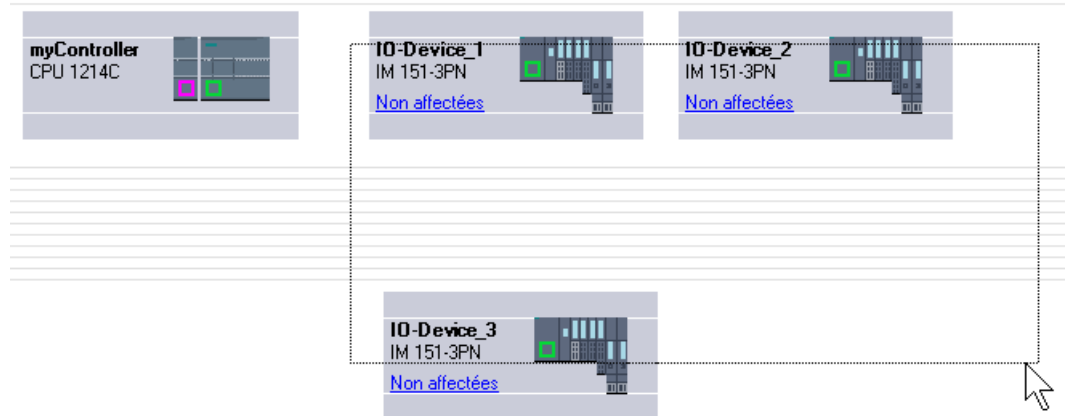 myController
CPU 1214C
IO-Device_1
IM 151-3PN
Non affectées
IO-Device_2
IM 151-3PN
Non affectées
IO-Device_3
IM 151-3PN
Non affectées